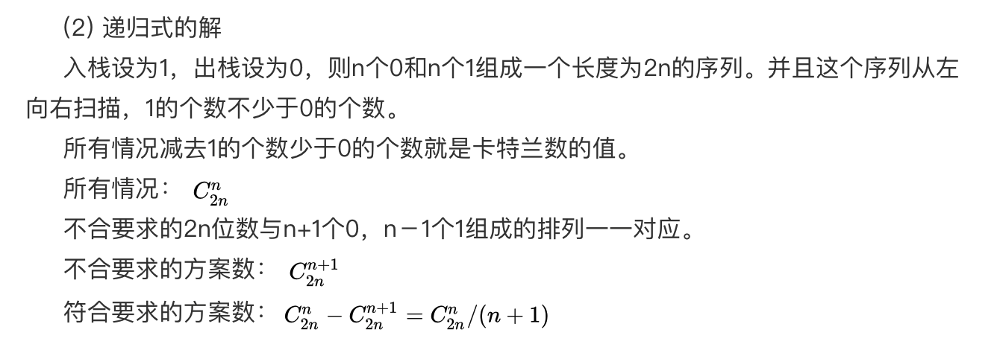 (2) 递归式的解
入栈设为1，出栈设为0，则n个0和n个1组成一个长度为2n的序列。并且这个序列从左
向右扫描，1的个数不少于0的个数。
所有情况减去1的个数少于0的个数就是卡特兰数的值。
所有情况： $C_{2n}^{n}$
不合要求的2n位数与n+1个0，n－1个1组成的排列一一对应。
不合要求的方案数： $C_{2n}^{n+1}$
符合要求的方案数： $C_{2n}^{n} - C_{2n}^{n+1} = C_{2n}^{n}/(n+1)$